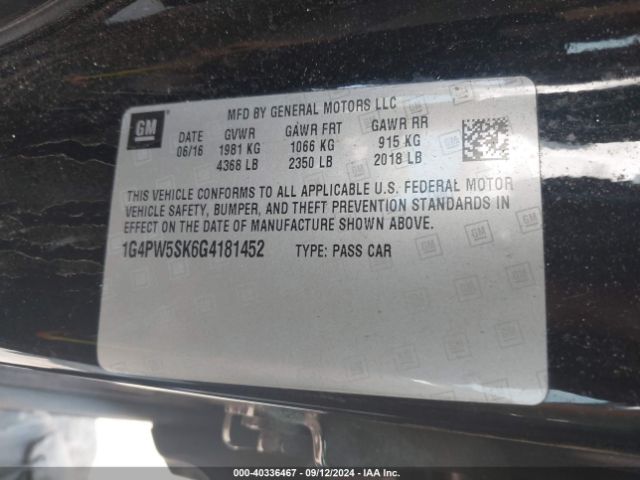 GM
MFD BY GENERAL MOTORS LLC
DATE GVWR GAWR FRT GAWR RR
06/16 1981 KG 1066 KG 915 KG
4368 LB 2350 LB 2018 LB
THIS VEHICLE CONFORMS TO ALL APPLICABLE U.S. FEDERAL MOTOR
VEHICLE SAFETY, BUMPER, AND THEFT PREVENTION STANDARDS IN
EFFECT ON THE DATE OF MANUFACTURE SHOWN ABOVE.
1G4PW5SK6G4181452 TYPE: PASS CAR
000-40336467 - 09/12/2024 - IAA Inc.